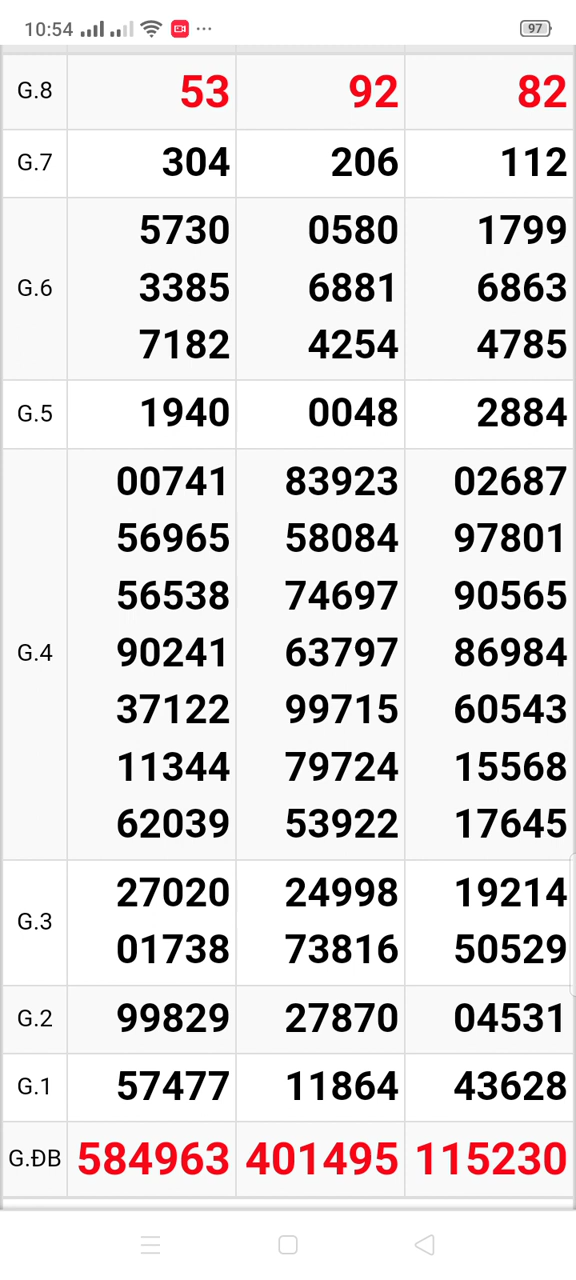 10:54 97
G.8 53 92 82
G.7 304 206 112
5730 0580 1799
G.6 3385 6881 6863
7182 4254 4785
G.5 1940 0048 2884
00741 83923 02687
56965 58084 97801
56538 74697 90565
G.4 90241 63797 86984
37122 99715 60543
11344 79724 15568
62039 53922 17645
27020 24998 19214
G.3
01738 73816 50529
G.2 99829 27870 04531
G.1 57477 11864 43628
G.ĐB 584963 401495 115230